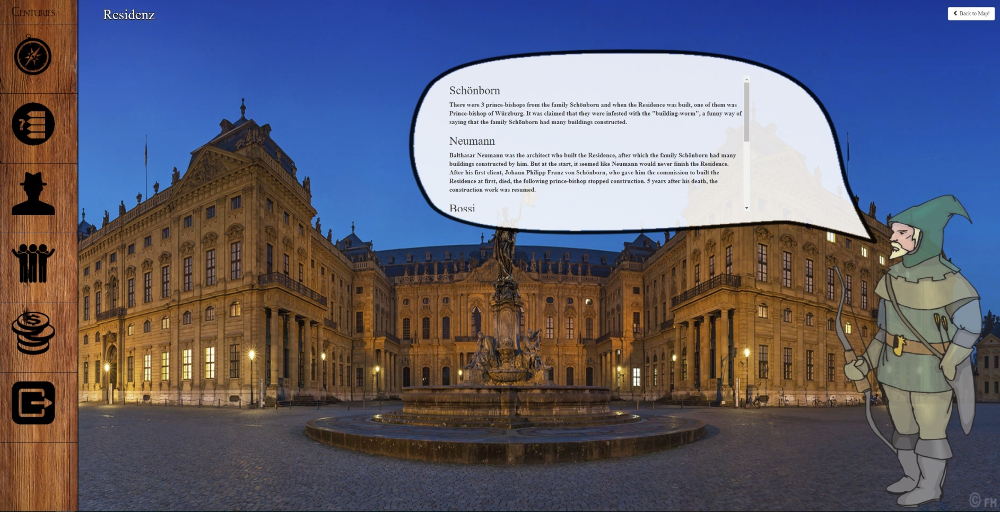 Centuries
Residenz
Back to Map!
Schönborn
There were 3 prince-bishops from the family Schönborn and when the Residence was built, one of them was
Prince-bishop of Würzburg. It was claimed that they were infested with the "building-worm", a funny way of
saying that the family Schönborn had many buildings constructed.
Neumann
Balthasar Neumann was the architect who built the Residence, after which the family Schönborn had many
buildings constructed by him. But at the start, it seemed like Neumann would never finish the Residence.
After his first client, Johann Philipp Franz von Schönborn, who gave him the commission to built the
Residence at first, died, the following prince-bishop stopped construction. 5 years after his death, the
construction work was resumed.
Bossi
?
$
© FH